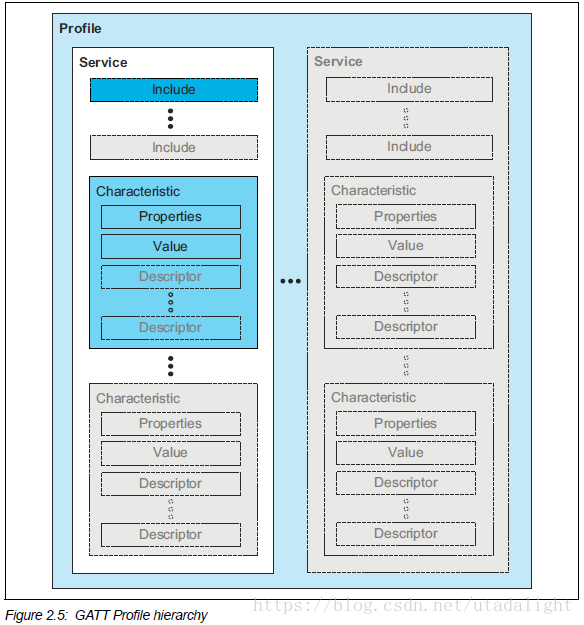 Profile
Service
Include
Include
Characteristic
Properties
Value
Descriptor
Descriptor
Characteristic
Properties
Value
Descriptor
Descriptor
Service
Include
Include
Characteristic
Properties
Value
Descriptor
Descriptor
Characteristic
Properties
Value
Descriptor
Descriptor
https://blog.csdn.net/utadalight
Figure 2.5: GATT Profile hierarchy